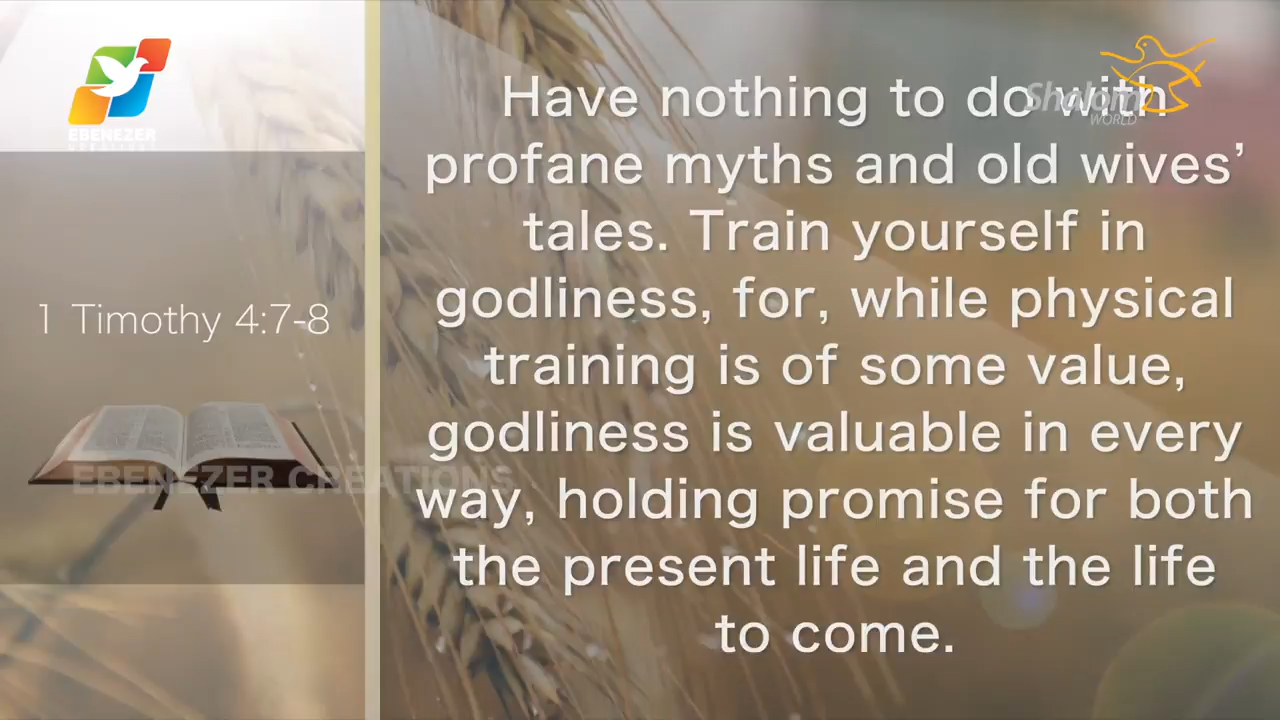 EBENEZER
1 Timothy 4:7-8
EBENEZER CREATIONS
Shalom
WORLD
Have nothing to do with
profane myths and old wives’
tales. Train yourself in
godliness, for, while physical
training is of some value,
godliness is valuable in every
way, holding promise for both
the present life and the life
to come.